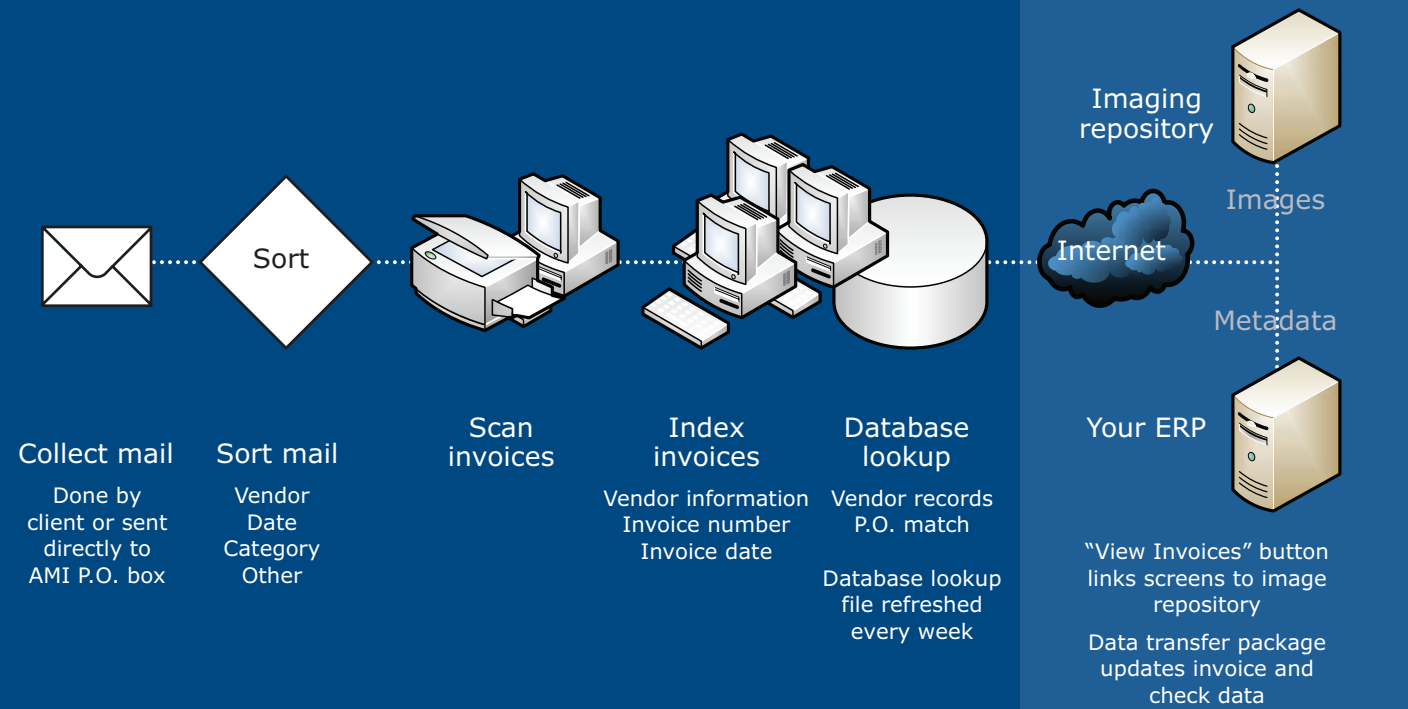 Imaging
repository
Images
Sort
Internet
Metadata
Collect mail
Done by
client or sent
directly to
AMI P.O. box
Sort mail
Vendor
Date
Category
Other
Scan
invoices
Index
invoices
Vendor information
Invoice number
Invoice date
Database
lookup
Vendor records
P.O. match
Database lookup
file refreshed
every week
Your ERP
“View Invoices” button
links screens to image
repository
Data transfer package
updates invoice and
check data